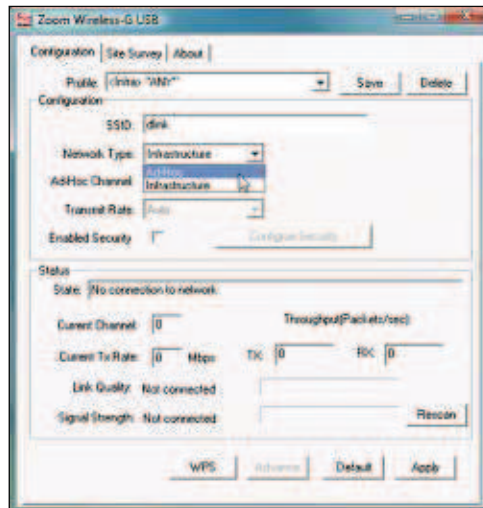 Zoom Wireless-G USB
Configuration Site Survey About
Profile: <Infra> "ANY" Save Delete
Configuration
SSID: dlink
Network Type: Infrastructure
Ad-Hoc
AdHoc Channel: Infrastructure
Transmit Rate: Auto
Enabled Security Configure Security
Status
State: No connection to network
Current Channel: 0 Throughput(Packets/sec):
Current Tx Rate: 0 Mbps TX: 0 RX: 0
Link Quality: Not connected
Signal Strength: Not connected Rescan
WPS Advance Default Apply